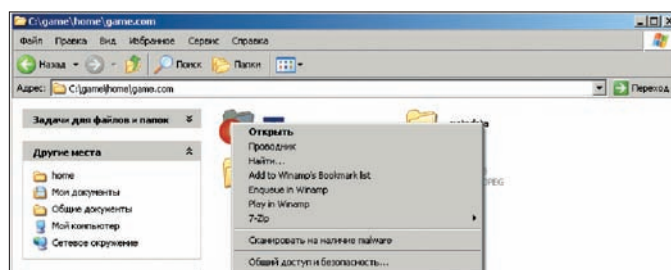 C:\game\home\game.com
Файл Правка Вид Избранное Сервис Справка
Назад Поиск Папки
Адрес: C:\game\home\game.com Переход
Задачи для файлов и папок
Другие места
home
Мои документы
Общие документы
Мой компьютер
Сетевое окружение
Открыть
Проводник
Найти...
Add to Winamp's Bookmark list
Enqueue in Winamp
Play in Winamp
7-Zip
Сканировать на наличие malware
Общий доступ и безопасность...